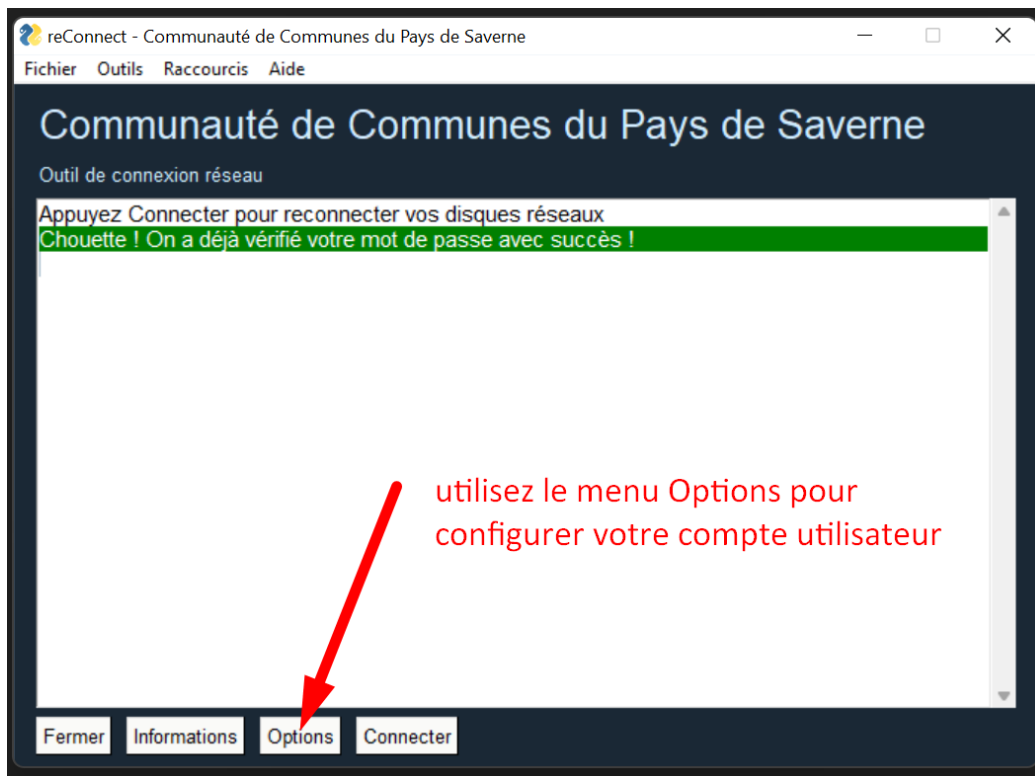 reConnect - Communauté de Communes du Pays de Saverne
Fichier Outils Raccourcis Aide
Communauté de Communes du Pays de Saverne
Outil de connexion réseau
Appuyez Connecter pour reconnecter vos disques réseaux
Chouette ! On a déjà vérifié votre mot de passe avec succès !
utilisez le menu Options pour
configurer votre compte utilisateur
Fermer Informations Options Connecter